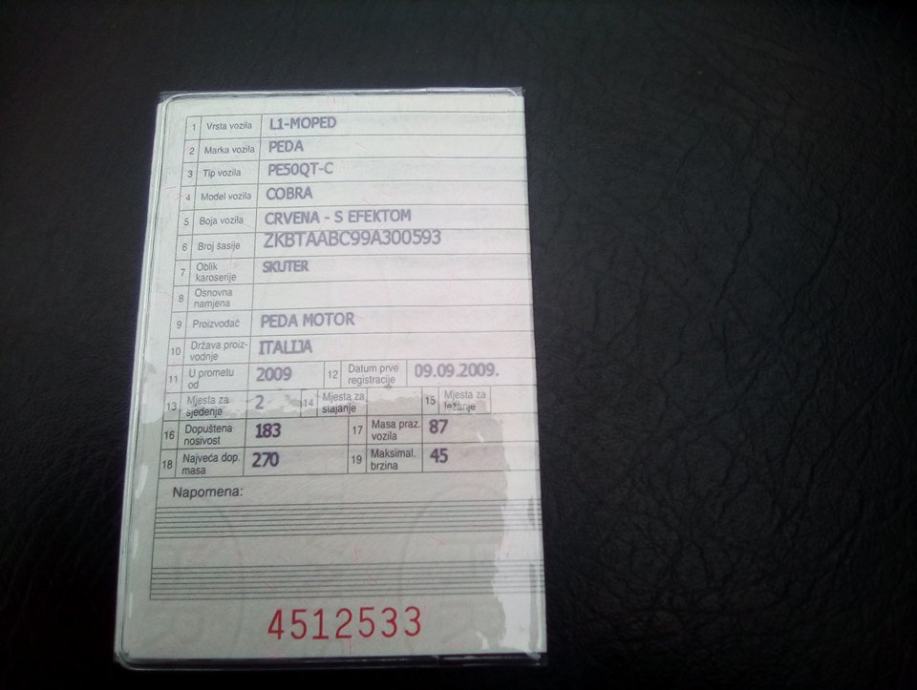 1 Vrsta vozila L1-MOPED
2 Marka vozila PEDA
3 Tip vozila PE50QT-C
4 Model vozila COBRA
5 Boja vozila CRVENA - S EFEKTOM
6 Broj šasije ZKBTAABC99A300593
7 Oblik karoserije SKUTER
8 Osnovna namjena
9 Proizvođač PEDA MOTOR
10 Država proiz-vodnje ITALIJA
11 U prometu od 2009 12 Datum prve registracije 09.09.2009.
13 Mjesta za sjedenje 2 14 Mjesta za stajanje 15 Mjesta za ležanje
16 Dopuštena nosivost 183 17 Masa praz. vozila 87
18 Najveća dop. masa 270 19 Maksimal. brzina 45
Napomena:
4512533